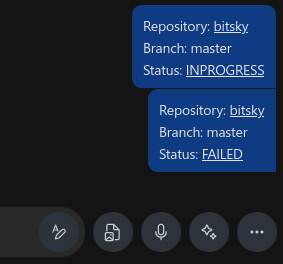 Repository: bitsky
Branch: master
Status: INPROGRESS
Repository: bitsky
Branch: master
Status: FAILED